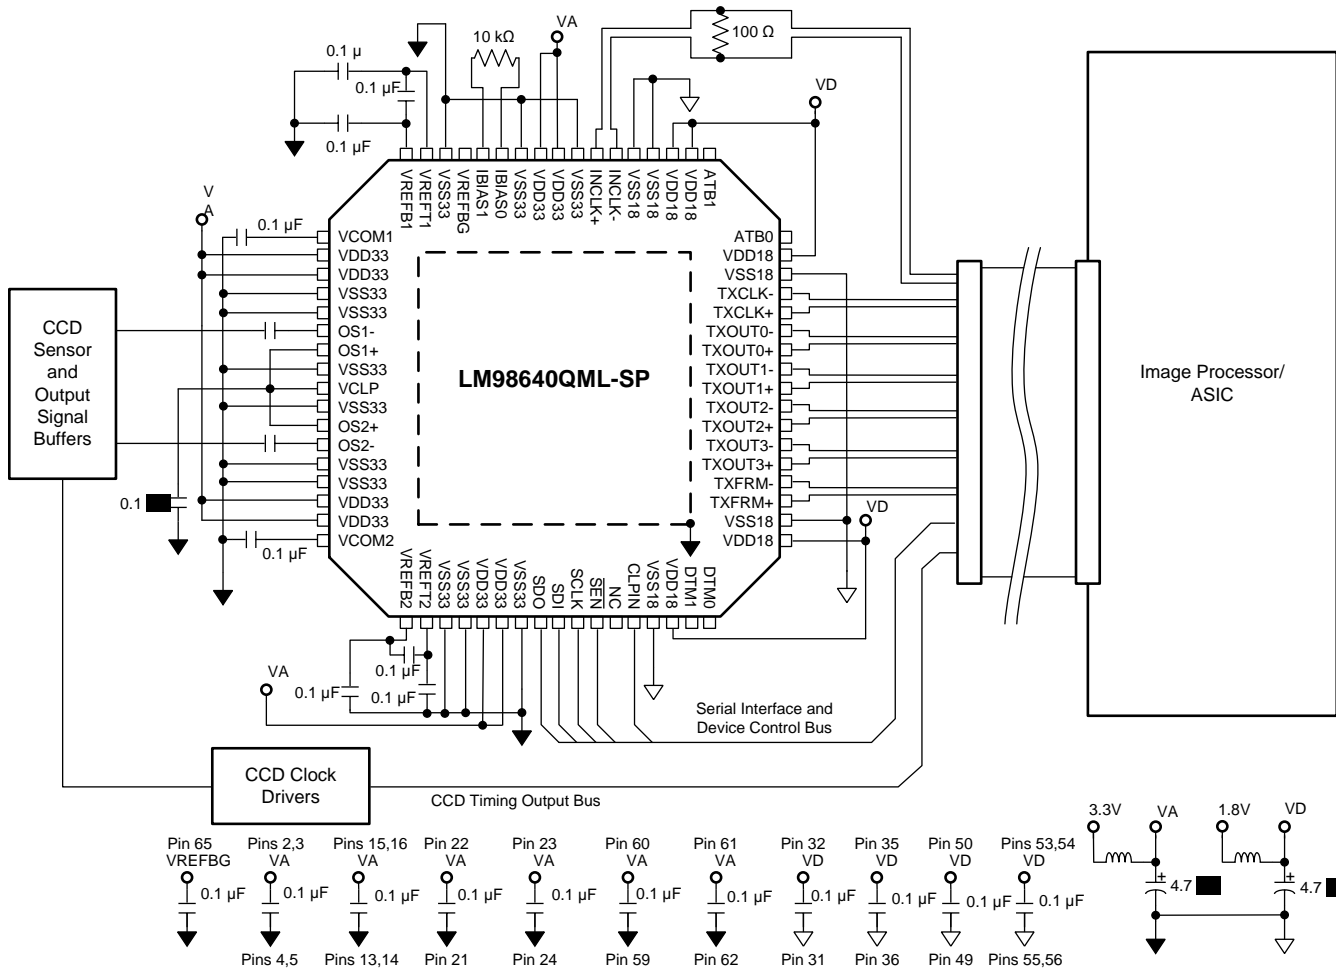 VA
10 kΩ
100 Ω
0.1 µ
0.1 µF
0.1 µF
VD
VREFB1
VREFT1
VSS33
VREFBG
IBIAS1
IBIAS0
VSS33
VDD33
VDD33
VSS33
INCLK+
INCLK-
VSS18
VSS18
VDD18
VDD18
ATB1
V
A
0.1 µF
VCOM1
VDD33
VDD33
VSS33
VSS33
OS1-
OS1+
VSS33
VCLP
VSS33
OS2+
OS2-
VSS33
VSS33
VDD33
VDD33
VCOM2
0.1
0.1 µF
CCD
Sensor
and
Output
Signal
Buffers
LM98640QML-SP
ATB0
VDD18
VSS18
TXCLK-
TXCLK+
TXOUT0-
TXOUT0+
TXOUT1-
TXOUT1+
TXOUT2-
TXOUT2+
TXOUT3-
TXOUT3+
TXFRM-
TXFRM+
VSS18
VDD18
VD
Image Processor/
ASIC
VREFB2
VREFT2
VSS33
VSS33
VDD33
VDD33
VSS33
SDO
SDI
SCLK
SEN
NC
CLPIN
VSS18
VDD18
DTM1
DTM0
VA
0.1 µF
0.1 µF
0.1 µF
Serial Interface and
Device Control Bus
CCD Clock
Drivers
CCD Timing Output Bus
3.3V
VA
1.8V
VD
4.7
4.7
Pin 65
VREFBG
0.1 µF
Pins 2,3
VA
0.1 µF
Pins 4,5
Pins 15,16
VA
0.1 µF
Pins 13,14
Pin 22
VA
0.1 µF
Pin 21
Pin 23
VA
0.1 µF
Pin 24
Pin 60
VA
0.1 µF
Pin 59
Pin 61
VA
0.1 µF
Pin 62
Pin 32
VD
0.1 µF
Pin 31
Pin 35
VD
0.1 µF
Pin 36
Pin 50
VD
0.1 µF
Pin 49
Pins 53,54
VD
0.1 µF
Pins 55,56